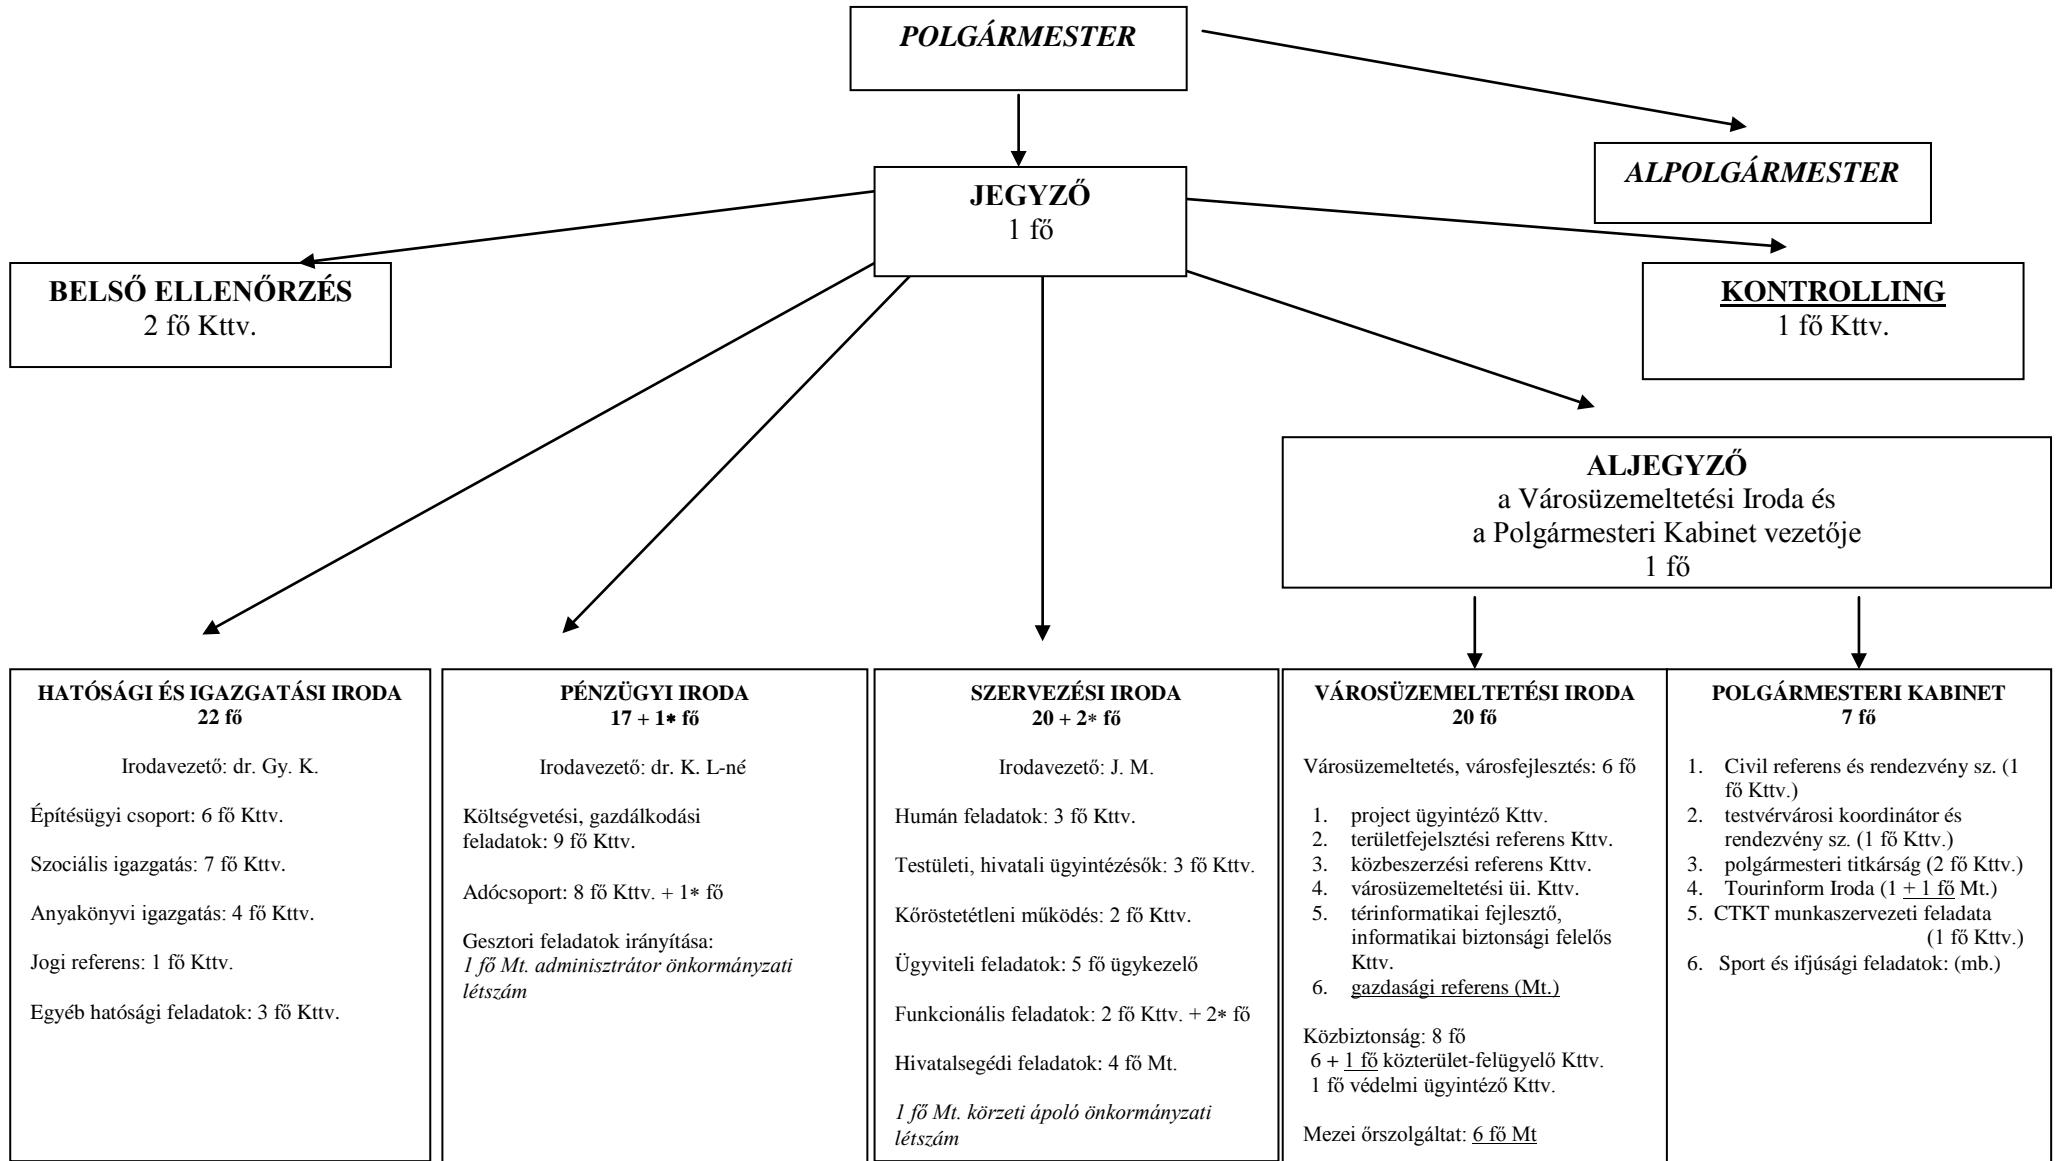 POLGÁRMESTER
ALPOLGÁRMESTER
JEGYZŐ
1 fő
BELSŐ ELLENŐRZÉS
2 fő Kttv.
KONTROLLING
1 fő Kttv.
ALJEGYZŐ
a Városüzemeltetési Iroda és
a Polgármesteri Kabinet vezetője
1 fő
HATÓSÁGI ÉS IGAZGATÁSI IRODA
22 fő
Irodavezető: dr. Gy. K.
Építésügyi csoport: 6 fő Kttv.
Szociális igazgatás: 7 fő Kttv.
Anyakönyvi igazgatás: 4 fő Kttv.
Jogi referens: 1 fő Kttv.
Egyéb hatósági feladatok: 3 fő Kttv.
PÉNZÜGYI IRODA
17 + 1* fő
Irodavezető: dr. K. L-né
Költségvetési, gazdálkodási
feladatok: 9 fő Kttv.
Adócsoport: 8 fő Kttv. + 1* fő
Gesztori feladatok irányítása:
1 fő Mt. adminisztrátor önkormányzati
létszám
SZERVEZÉSI IRODA
20 + 2* fő
Irodavezető: J. M.
Humán feladatok: 3 fő Kttv.
Testületi, hivatali ügyintézésők: 3 fő Kttv.
Kőröstetétleni működés: 2 fő Kttv.
Ügyviteli feladatok: 5 fő ügykezelő
Funkcionális feladatok: 2 fő Kttv. + 2* fő
Hivatalsegédi feladatok: 4 fő Mt.
1 fő Mt. körzeti ápoló önkormányzati
létszám
VÁROSÜZEMELTETÉSI IRODA
20 fő
Városüzemeltetés, városfejlesztés: 6 fő
1. project ügyintéző Kttv.
2. területfejelsztési referens Kttv.
3. közbeszerzési referens Kttv.
4. városüzemeltetési üi. Kttv.
5. térinformatikai fejlesztő,
informatikai biztonsági felelős
Kttv.
6. gazdasági referens (Mt.)
Közbiztonság: 8 fő
6 + 1 fő közterület-felügyelő Kttv.
1 fő védelmi ügyintéző Kttv.
Mezei őrszolgáltat: 6 fő Mt
POLGÁRMESTERI KABINET
7 fő
1. Civil referens és rendezvény sz. (1
fő Kttv.)
2. testvérvárosi koordinátor és
rendezvény sz. (1 fő Kttv.)
3. polgármesteri titkárság (2 fő Kttv.)
4. Tourinform Iroda (1 + 1 fő Mt.)
5. CTKT munkaszervezeti feladata
(1 fő Kttv.)
6. Sport és ifjúsági feladatok: (mb.)